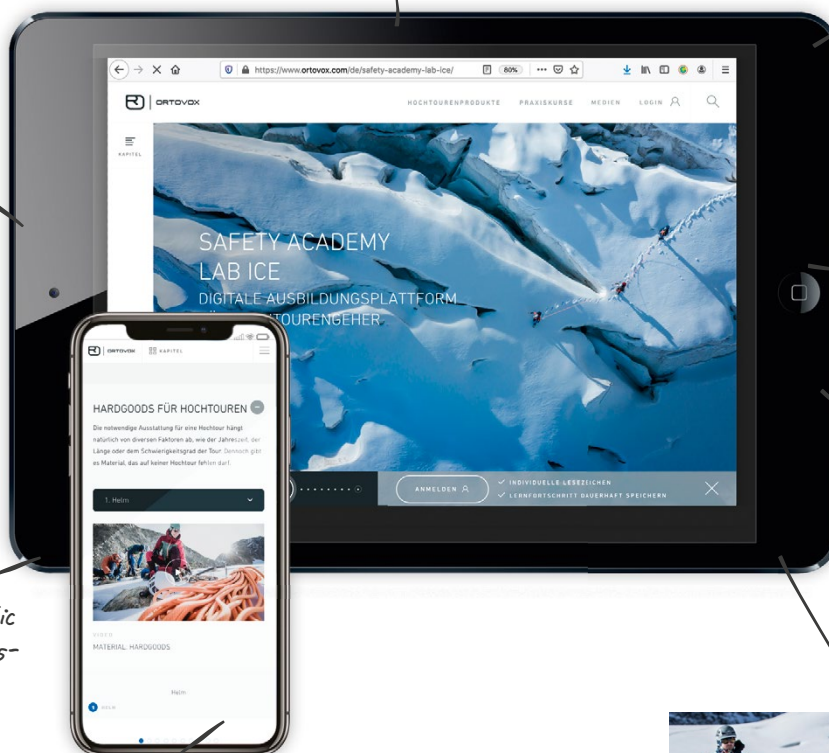 https://www.ortovox.com/de/safety-academy-lab-ice/ 80%
ORTOVOX
HOCHTOURENPRODUKTE PRAXISKURSE MEDIEN LOGIN
KAPITEL
SAFETY ACADEMY
LAB ICE
DIGITALE AUSBILDUNGSPLATTFORM
ANMELDEN
INDIVIDUELLE LESEZEICHEN
LERNFORTSCHRITT DAUERHAFT SPEICHERN
ORTOVOX KAPITEL
HARDGOODS FÜR HOCHTOUREN
Die notwendige Ausstattung für eine Hochtour hängt
natürlich von diversen Faktoren ab, wie der Jahreszeit, der
Länge oder dem Schwierigkeitsgrad der Tour. Dennoch gibt
es Material, das auf keiner Hochtour fehlen darf.
1. Helm
VIDEO
MATERIAL: HARDGOODS
Helm
HELM